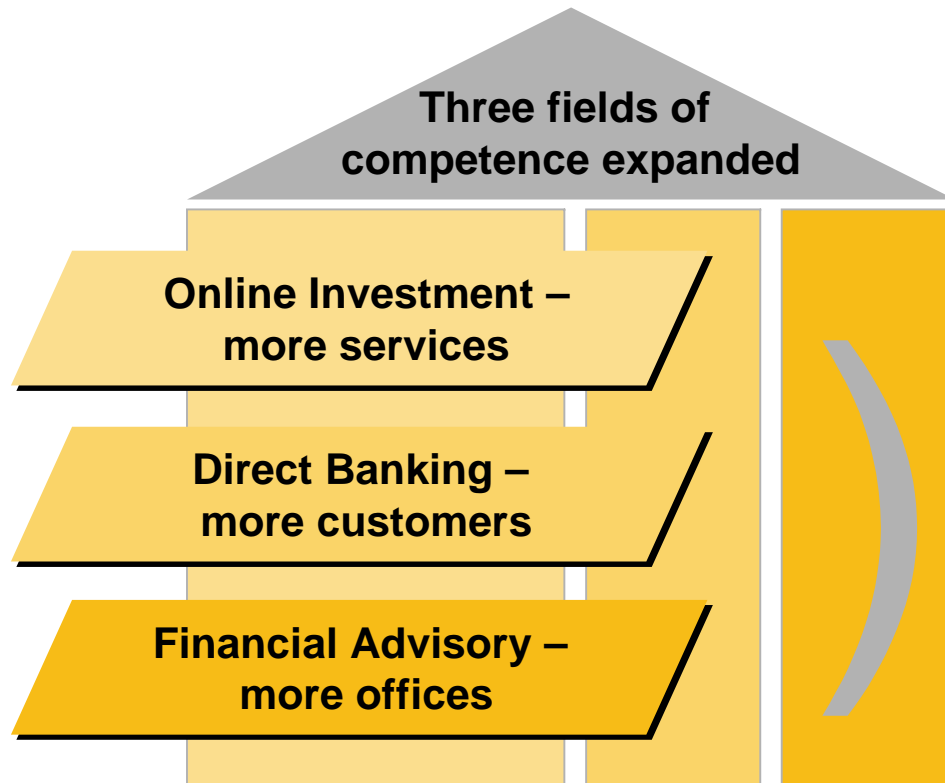 Three fields of
competence expanded
Online Investment –
more services
Direct Banking –
more customers
Financial Advisory –
more offices